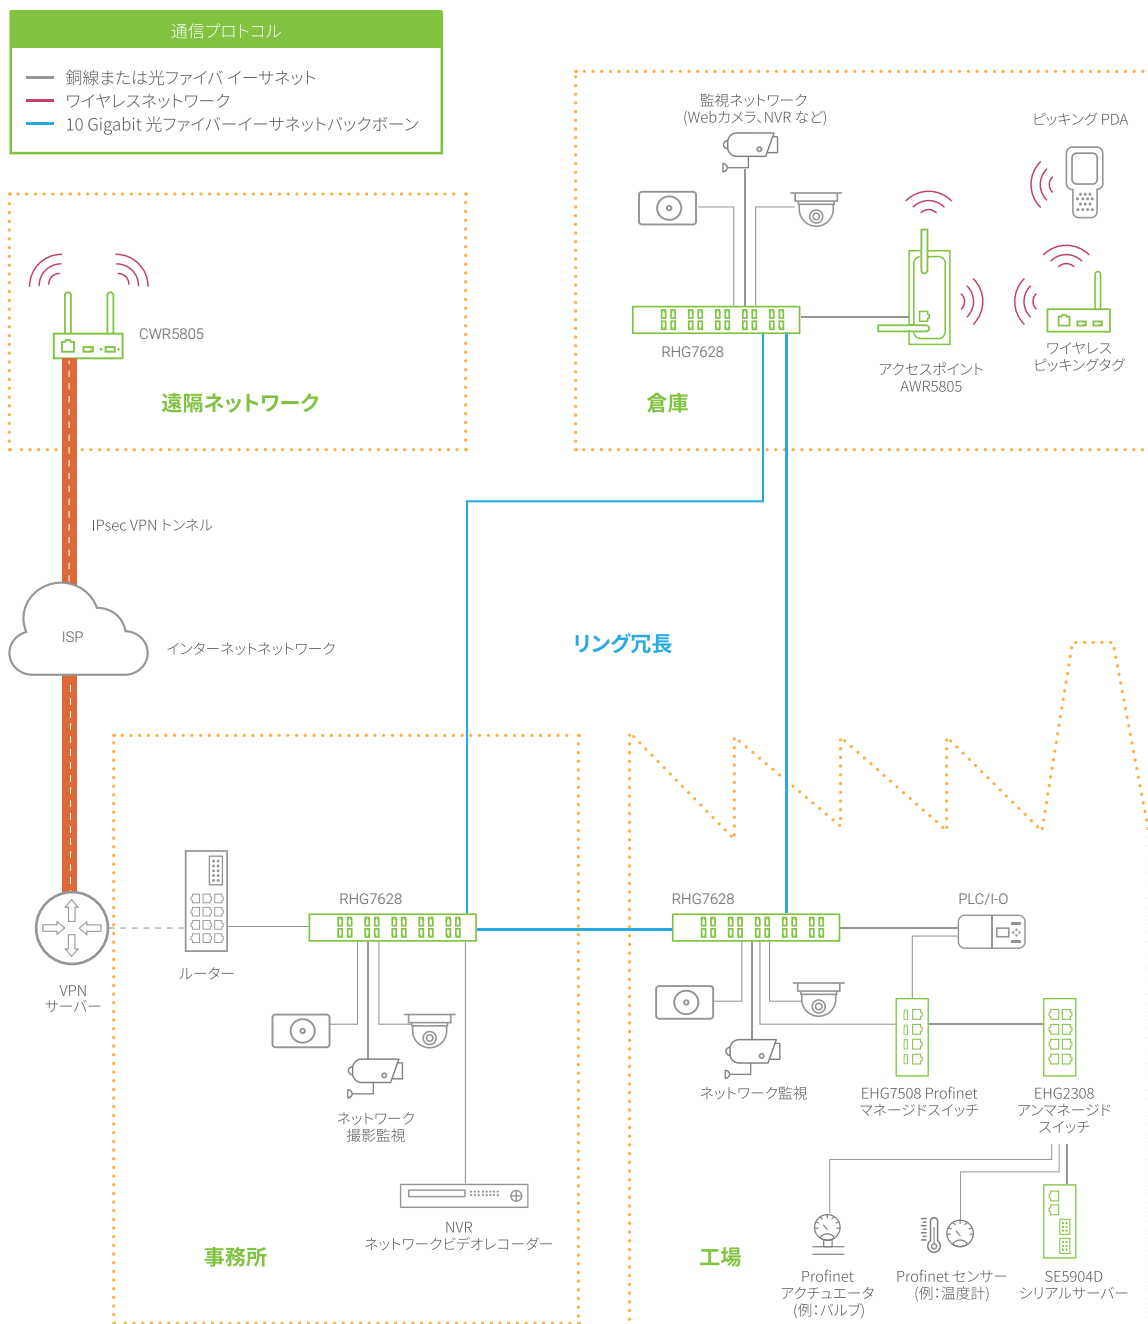 通信プロトコル
銅線または光ファイバ イーサネット
ワイヤレスネットワーク
10 Gigabit 光ファイバーイーサネットバックボーン
監視ネットワーク
(Webカメラ、NVR など)
ピッキング PDA
CWR5805
RHG7628
アクセスポイント
AWR5805
ワイヤレス
ピッキングタグ
遠隔ネットワーク
倉庫
IPsec VPN トンネル
ISP
インターネットネットワーク
リング冗長
RHG7628
RHG7628
PLC/I-O
ルーター
VPN
サーバー
ネットワーク
撮影監視
ネットワーク監視
EHG7508 Profinet
マネージドスイッチ
EHG2308
アンマネージド
スイッチ
NVR
ネットワークビデオレコーダー
事務所
工場
Profinet
アクチュエータ
(例：バルブ)
Profinet センサー
(例：温度計)
SE5904D
シリアルサーバー